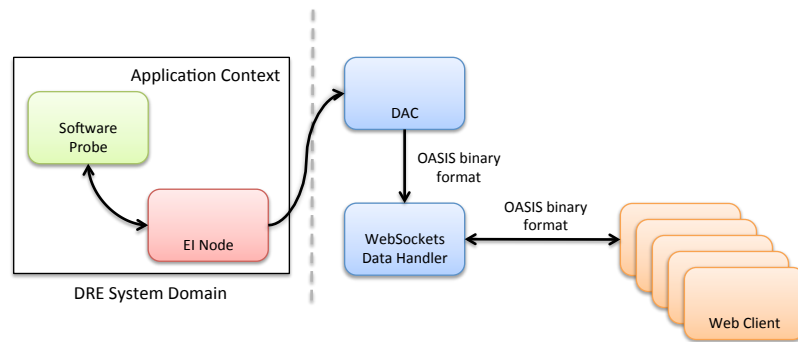 Application Context
Software
Probe
EI Node
DRE System Domain
DAC
OASIS binary
format
WebSockets
Data Handler
OASIS binary
format
Web Client